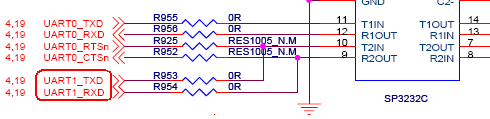 GND C2-
4,19 UART0_TXD R955 0R 11 T1IN T1OUT 14
4,19 UART0_RXD R956 0R 12 R1OUT R1IN 13
4,19 UART0_RTSn R925 RES1005_N.M 10 T2IN T2OUT 7
4,19 UART0_CTSn R952 RES1005_N.M 9 R2OUT R2IN 8
4,19 UART1_TXD R953 0R
4,19 UART1_RXD R954 0R
SP3232C